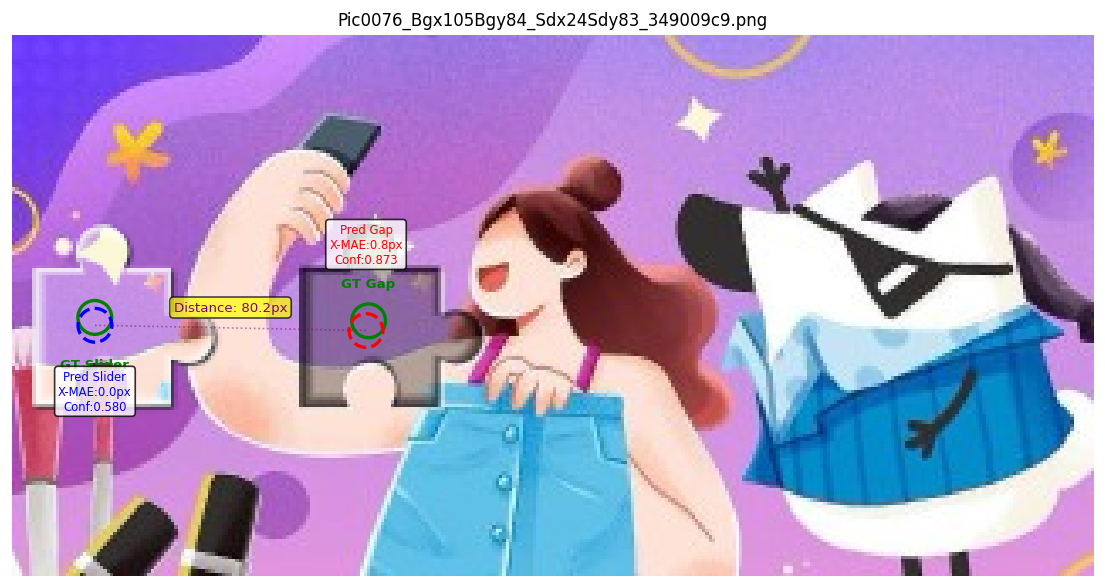 Pic0076_Bgx105Bgy84_Sdx24Sdy83_349009c9.png
Pred Gap
X-MAE:0.8px
Conf:0.873
GT Gap
Distance: 80.2px
GT Slider
Pred Slider
X-MAE:0.0px
Conf:0.580